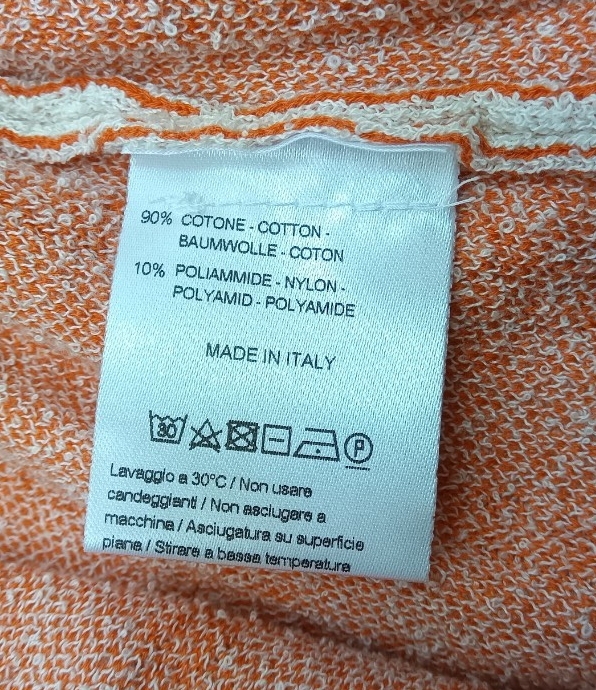 90% COTONE - COTTON -
BAUMWOLLE - COTON
10% POLIAMMIDE - NYLON -
POLYAMID - POLYAMIDE
MADE IN ITALY
30 P
Lavaggio a 30°C / Non usare
candeggianti / Non asciugare a
macchina / Asciugatura su superficie
piana / Stirare a bassa temperatura